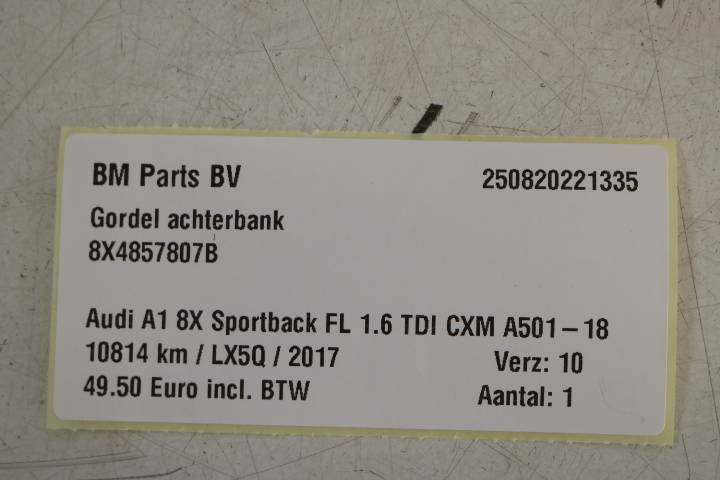 BM Parts BV 250820221335
Gordel achterbank
8X4857807B
Audi A1 8X Sportback FL 1.6 TDI CXM A501-18
10814 km / LX5Q / 2017 Verz: 10
49.50 Euro incl. BTW Aantal: 1